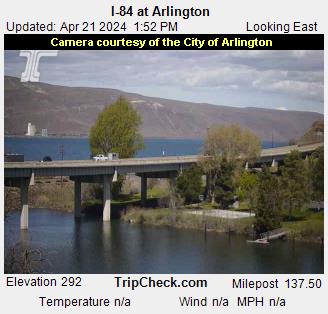 I-84 at Arlington
Updated: Apr 21 2024 1:52 PM Looking East
Camera courtesy of the City of Arlington
Elevation 292 TripCheck.com Milepost 137.50
Temperature n/a Wind n/a MPH n/a